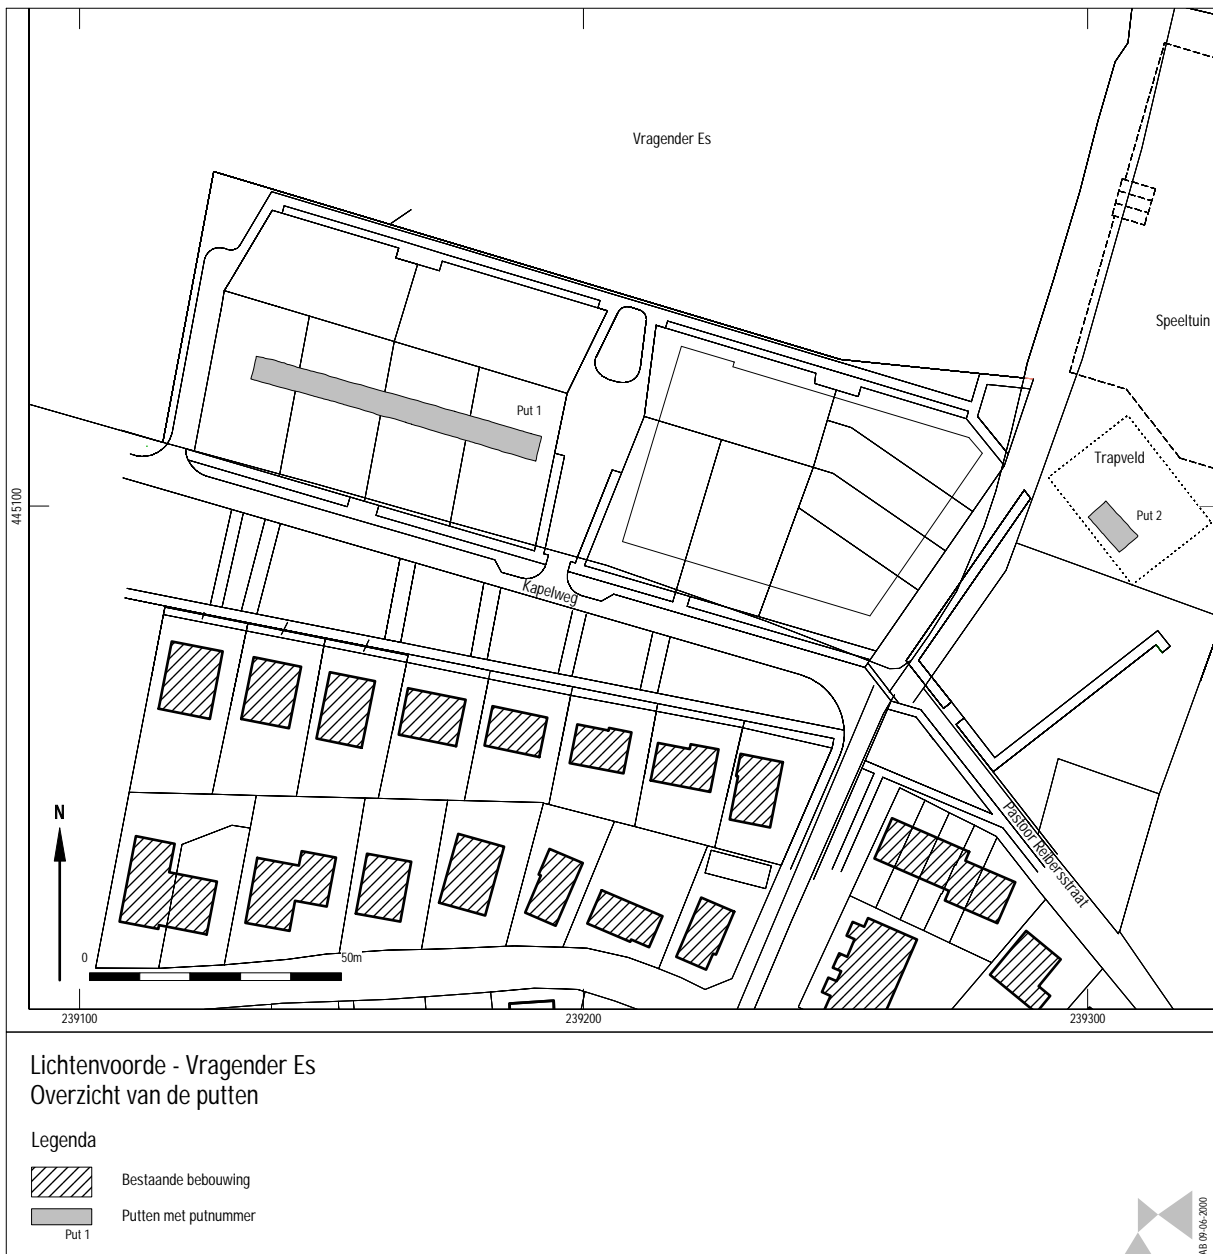 Vragender Es
Speeltuin
Put 1
Trapveld
Put 2
445100
Kapelweg
Pastoor Reibersstraat
N
0
50m
239100
239200
239300
Lichtenvoorde - Vragender Es
Overzicht van de putten
Legenda
Bestaande bebouwing
Putten met putnummer
Put 1
AB 09-06-2000